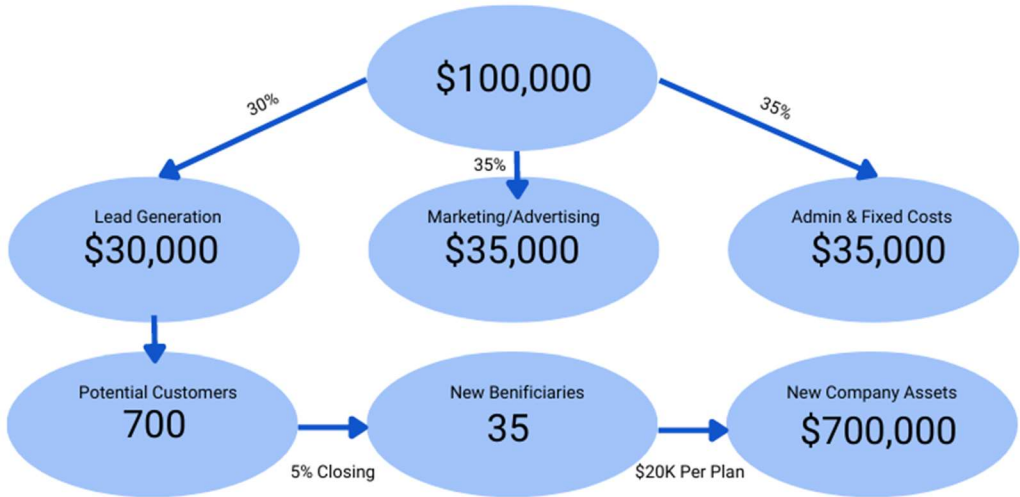 $100,000
30%
35%
35%
Lead Generation
$30,000
Marketing/Advertising
$35,000
Admin & Fixed Costs
$35,000
Potential Customers
700
5% Closing
New Benificiaries
35
$20K Per Plan
New Company Assets
$700,000